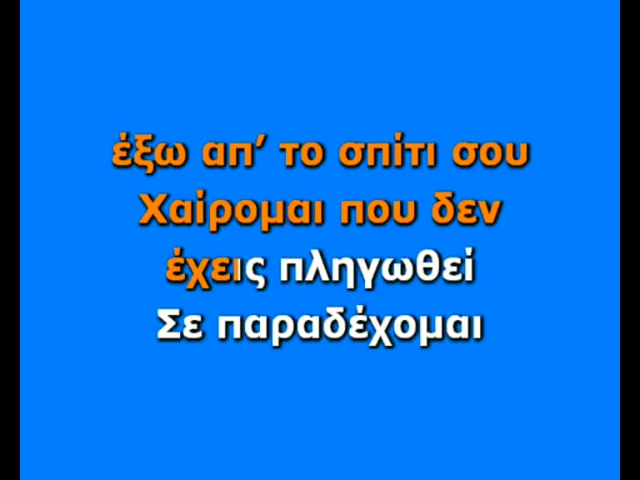 έξω απ’ το σπίτι σου
Χαίρομαι που δεν
έχεις πληγωθεί
Σε παραδέχομαι